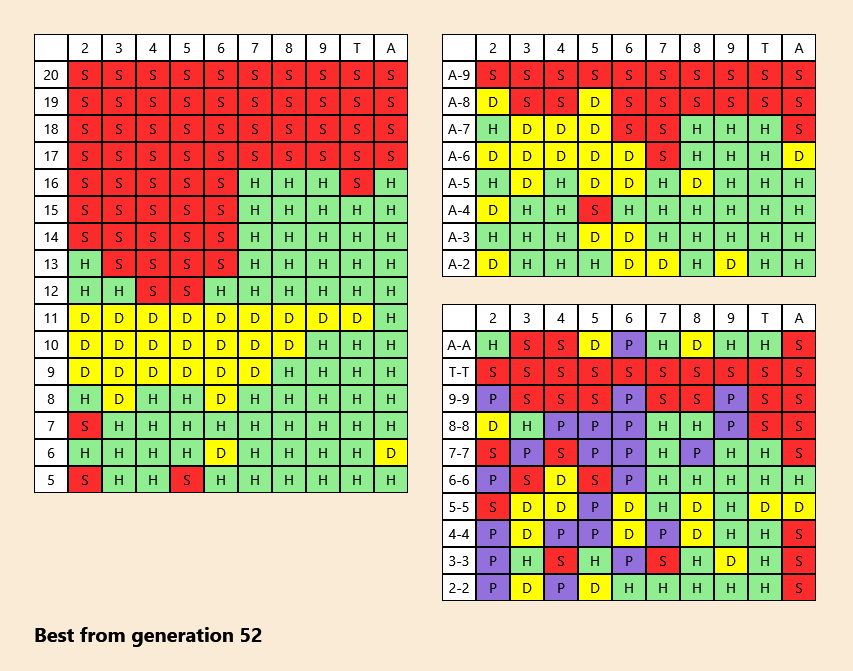 2 3 4 5 6 7 8 9 T A
20 S S S S S S S S S S
19 S S S S S S S S S S
18 S S S S S S S S S S
17 S S S S S S S S S S
16 S S S S S H H H S H
15 S S S S S H H H H H
14 S S S S S H H H H H
13 H S S S S H H H H H
12 H H S S H H H H H H
11 D D D D D D D D D H
10 D D D D D D D H H H
9 D D D D D D H H H H
8 H D H H D H H H H H
7 S H H H H H H H H H
6 H H H H D H H H H D
5 S H H S H H H H H H
2 3 4 5 6 7 8 9 T A
A-9 S S S S S S S S S S
A-8 D S S D S S S S S S
A-7 H D D D S S H H H S
A-6 D D D D D S H H H D
A-5 H D H D D H D H H H
A-4 D H H S H H H H H H
A-3 H H H D D H H H H H
A-2 D H H H D D H D H H
2 3 4 5 6 7 8 9 T A
A-A H S S D P H D H H S
T-T S S S S S S S S S S
9-9 P S S S P S S P S S
8-8 D H P P P H H P S S
7-7 S P S P P H P H H S
6-6 P S D S P H H H H H
5-5 S D D P D H D H D D
4-4 P D P P D P D H H S
3-3 P H S H P S H D H S
2-2 P D P D H H H H H S
Best from generation 52